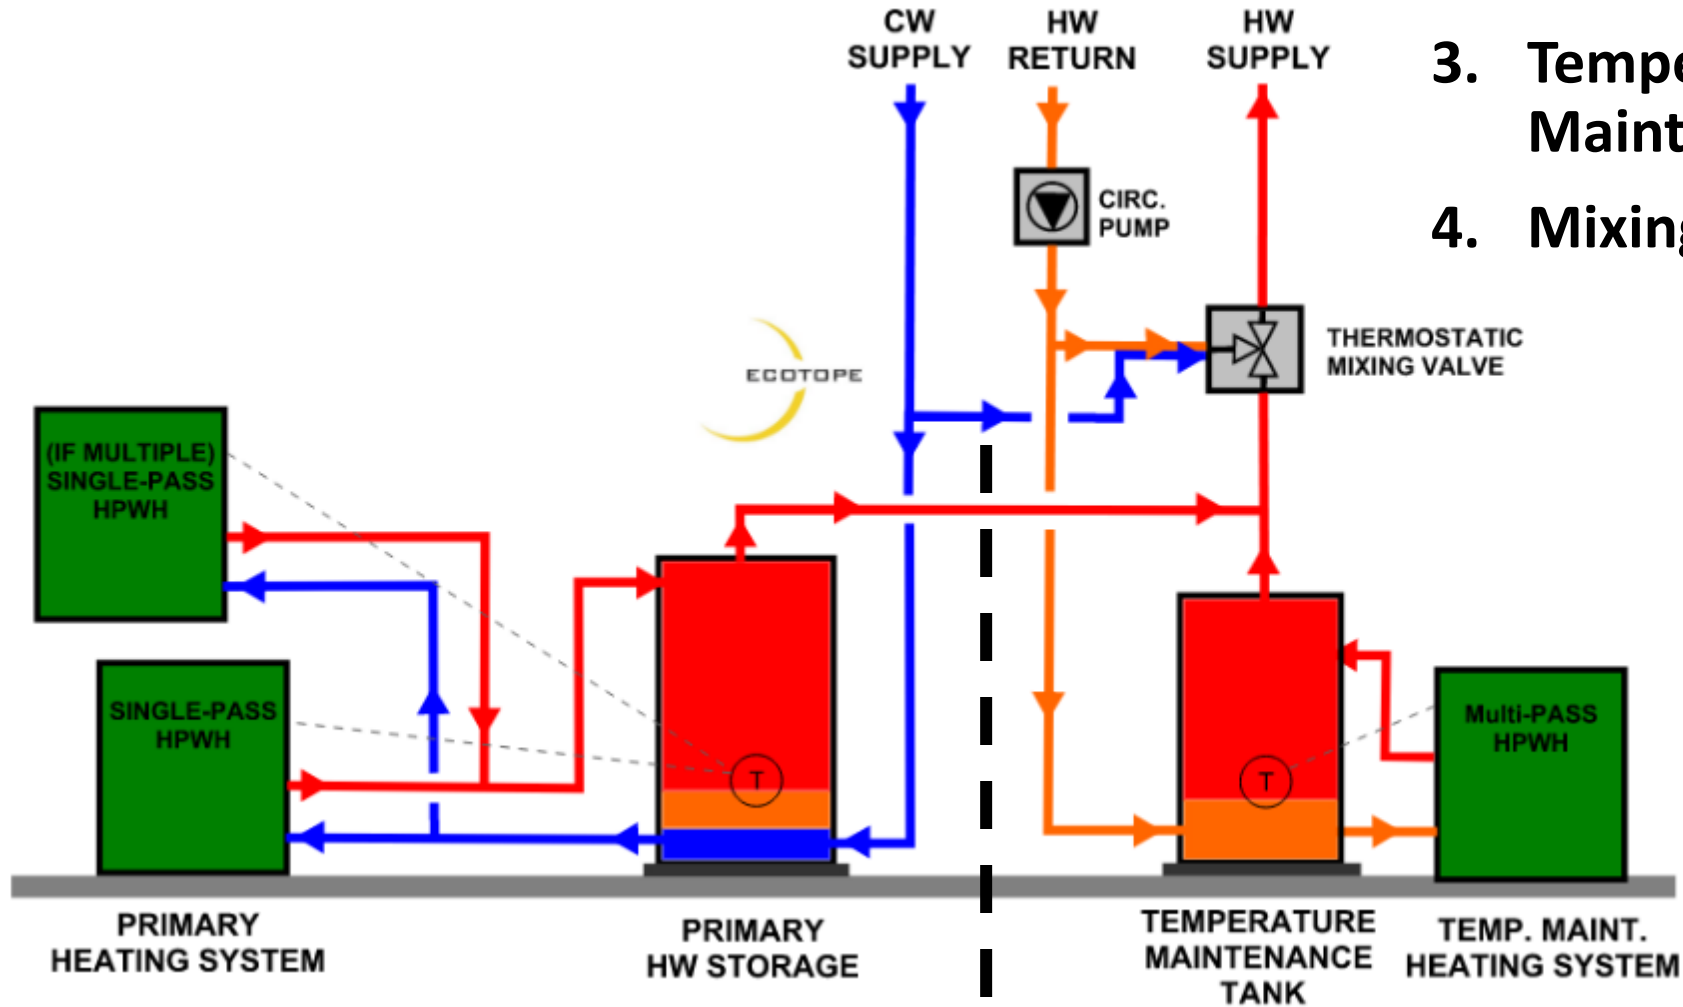 CW
SUPPLY
HW
RETURN
HW
SUPPLY
3.
4.
CIRC.
PUMP
THERMOSTATIC
MIXING VALVE
ECOTOPE
(IF MULTIPLE)
SINGLE-PASS
HPWH
SINGLE-PASS
HPWH
T
T
Multi-PASS
HPWH
PRIMARY
HEATING SYSTEM
PRIMARY
HW STORAGE
TEMPERATURE
MAINTENANCE
TANK
TEMP. MAINT.
HEATING SYSTEM